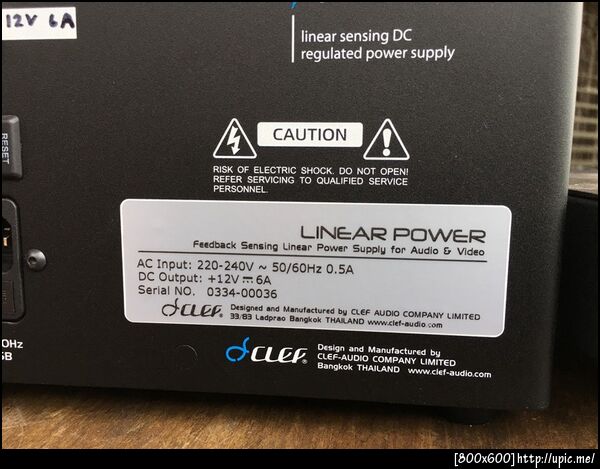 12V 6A
linear sensing DC
regulated power supply
CAUTION
RESET
RISK OF ELECTRIC SHOCK. DO NOT OPEN!
REFER SERVICING TO QUALIFIED SERVICE
PERSONNEL.
LINEAR POWER
Feedback Sensing Linear Power Supply for Audio & Video
AC Input: 220-240V ~ 50/60Hz 0.5A
DC Output: +12V ⎓ 6A
Serial NO. 0334-00036
CLEF® Designed and Manufactured by CLEF AUDIO COMPANY LIMITED
33/83 Ladprao Bangkok THAILAND www.clef-audio.com
0Hz
SB
CLEF® Design and Manufactured by
CLEF-AUDIO COMPANY LIMITED
Bangkok THAILAND www.clef-audio.com
[800x600]http://upic.me/